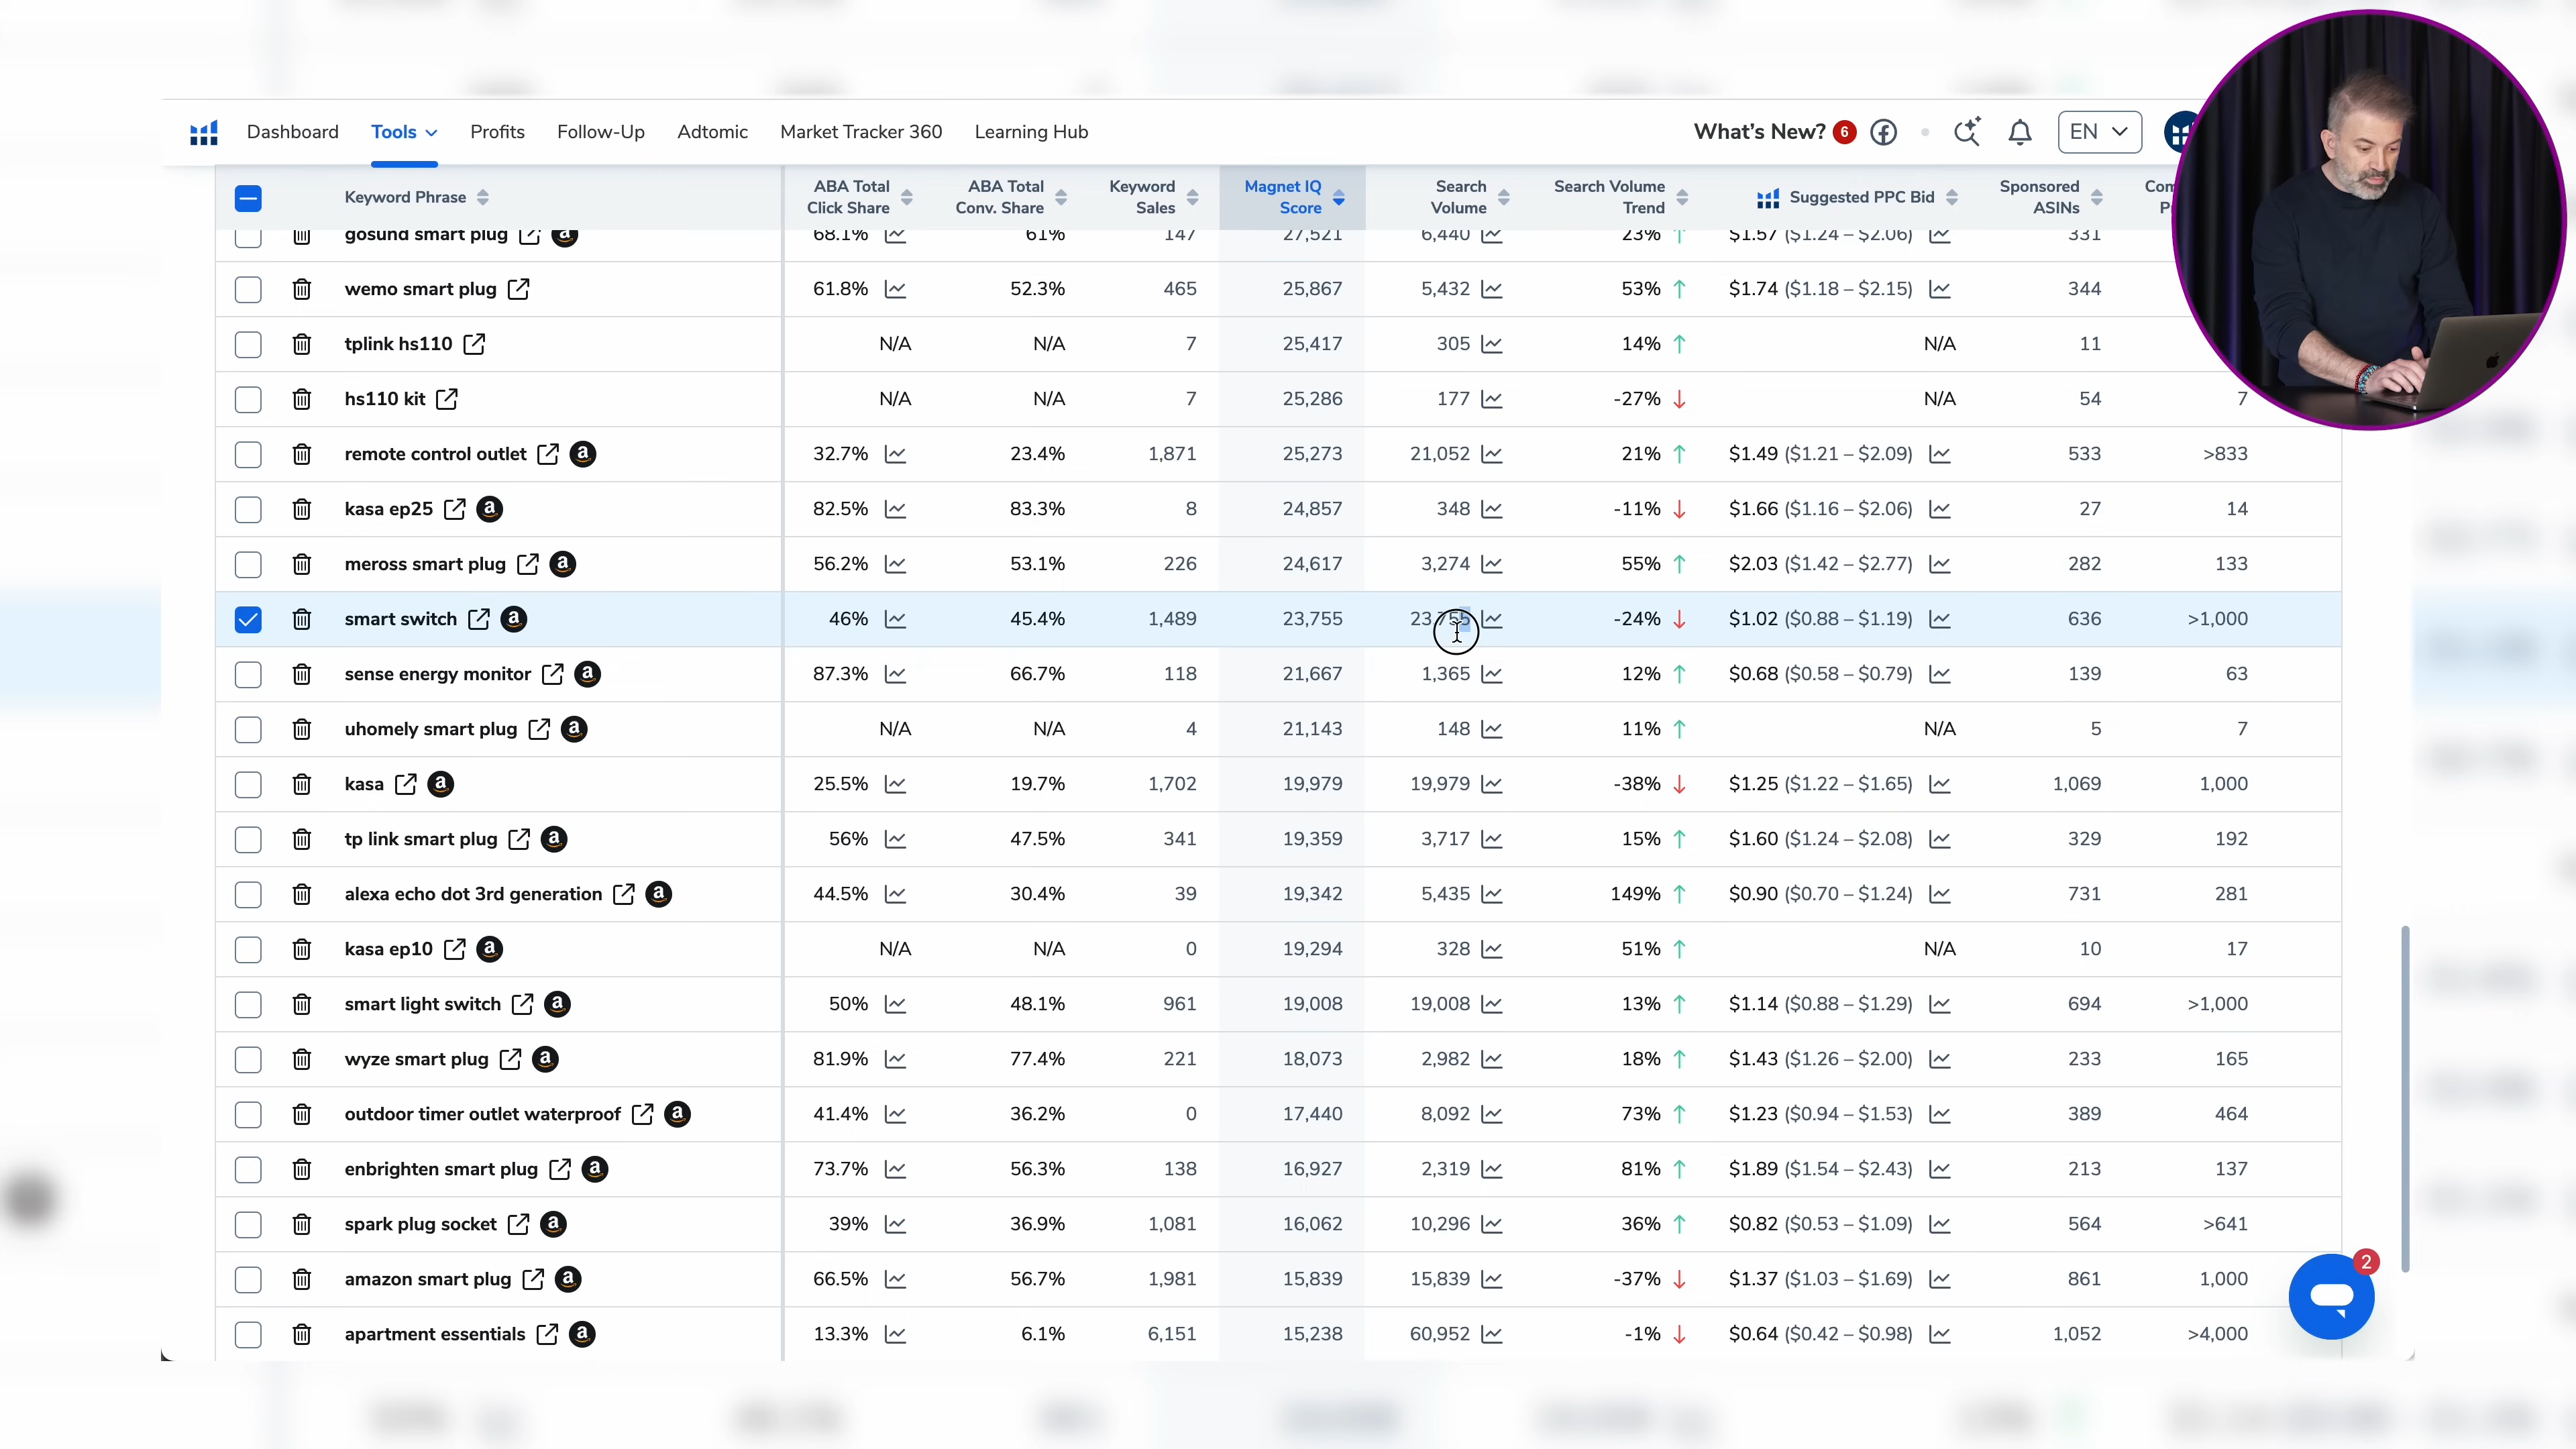 Dashboard Tools Profits Follow-Up Adtomic Market Tracker 360 Learning Hub What's New? 6 EN
Keyword Phrase ABA Total Click Share ABA Total Conv. Share Keyword Sales Magnet IQ Score Search Volume Search Volume Trend Suggested PPC Bid Sponsored ASINs
gosund smart plug 68.1% 61% 147 27,521 6,440 23% $1.57 ($1.24 – $2.06) 331
wemo smart plug 61.8% 52.3% 465 25,867 5,432 53% $1.74 ($1.18 – $2.15) 344
tplink hs110 N/A N/A 7 25,417 305 14% N/A 11
hs110 kit N/A N/A 7 25,286 177 -27% N/A 54 7
remote control outlet 32.7% 23.4% 1,871 25,273 21,052 21% $1.49 ($1.21 – $2.09) 533 >833
kasa ep25 82.5% 83.3% 8 24,857 348 -11% $1.66 ($1.16 – $2.06) 27 14
meross smart plug 56.2% 53.1% 226 24,617 3,274 55% $2.03 ($1.42 – $2.77) 282 133
smart switch 46% 45.4% 1,489 23,755 23,755 -24% $1.02 ($0.88 – $1.19) 636 >1,000
sense energy monitor 87.3% 66.7% 118 21,667 1,365 12% $0.68 ($0.58 – $0.79) 139 63
uhomely smart plug N/A N/A 4 21,143 148 11% N/A 5 7
kasa 25.5% 19.7% 1,702 19,979 19,979 -38% $1.25 ($1.22 – $1.65) 1,069 1,000
tp link smart plug 56% 47.5% 341 19,359 3,717 15% $1.60 ($1.24 – $2.08) 329 192
alexa echo dot 3rd generation 44.5% 30.4% 39 19,342 5,435 149% $0.90 ($0.70 – $1.24) 731 281
kasa ep10 N/A N/A 0 19,294 328 51% N/A 10 17
smart light switch 50% 48.1% 961 19,008 19,008 13% $1.14 ($0.88 – $1.29) 694 >1,000
wyze smart plug 81.9% 77.4% 221 18,073 2,982 18% $1.43 ($1.26 – $2.00) 233 165
outdoor timer outlet waterproof 41.4% 36.2% 0 17,440 8,092 73% $1.23 ($0.94 – $1.53) 389 464
enbrighten smart plug 73.7% 56.3% 138 16,927 2,319 81% $1.89 ($1.54 – $2.43) 213 137
spark plug socket 39% 36.9% 1,081 16,062 10,296 36% $0.82 ($0.53 – $1.09) 564 >641
amazon smart plug 66.5% 56.7% 1,981 15,839 15,839 -37% $1.37 ($1.03 – $1.69) 861 1,000
apartment essentials 13.3% 6.1% 6,151 15,238 60,952 -1% $0.64 ($0.42 – $0.98) 1,052 >4,000
2